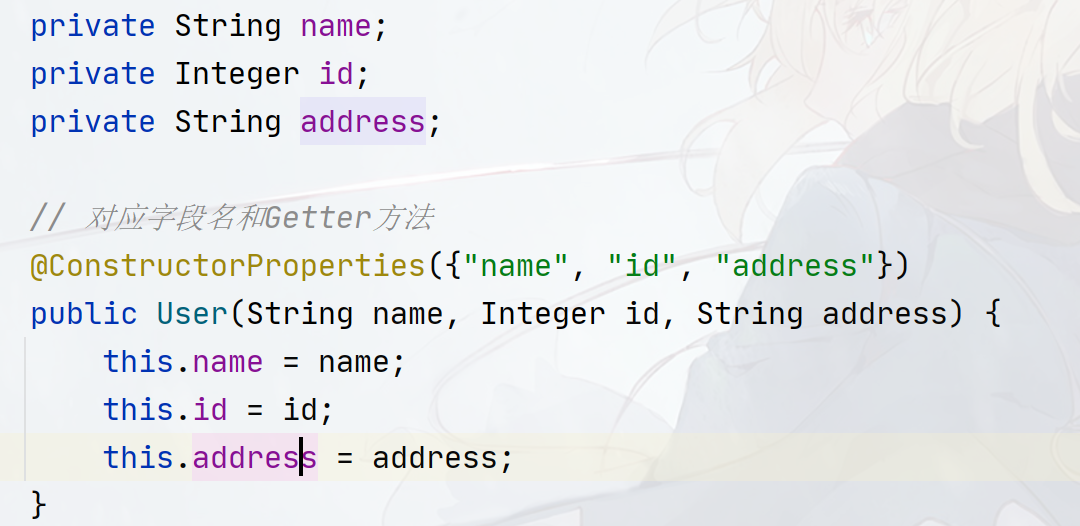 private String name;
private Integer id;
private String address;
// 对应字段名和Getter方法
@ConstructorProperties({"name", "id", "address"})
public User(String name, Integer id, String address) {
this.name = name;
this.id = id;
this.address = address;
}